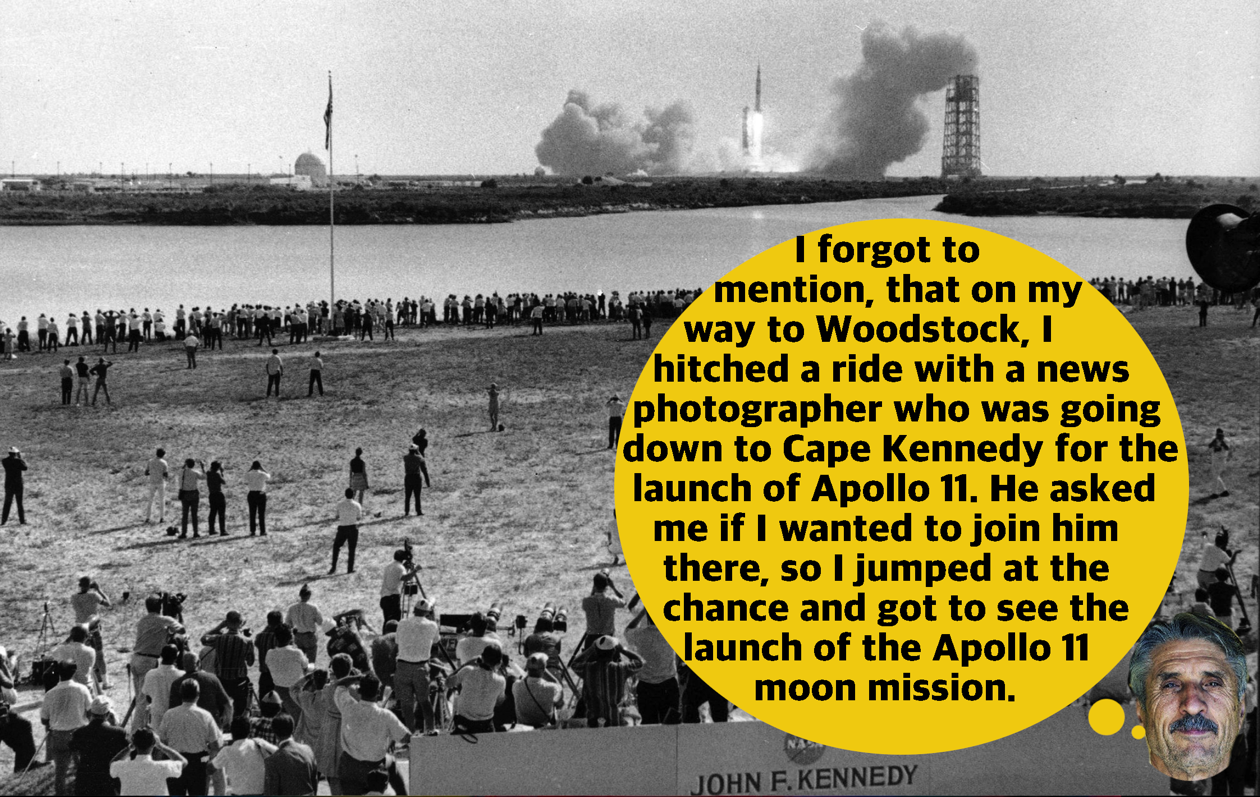 I forgot to
mention, that on my
way to Woodstock, I
hitched a ride with a news
photographer who was going
down to Cape Kennedy for the
launch of Apollo 11. He asked
me if I wanted to join him
there, so I jumped at the
chance and got to see the
launch of the Apollo 11
moon mission.
NASA
JOHN F. KENNEDY